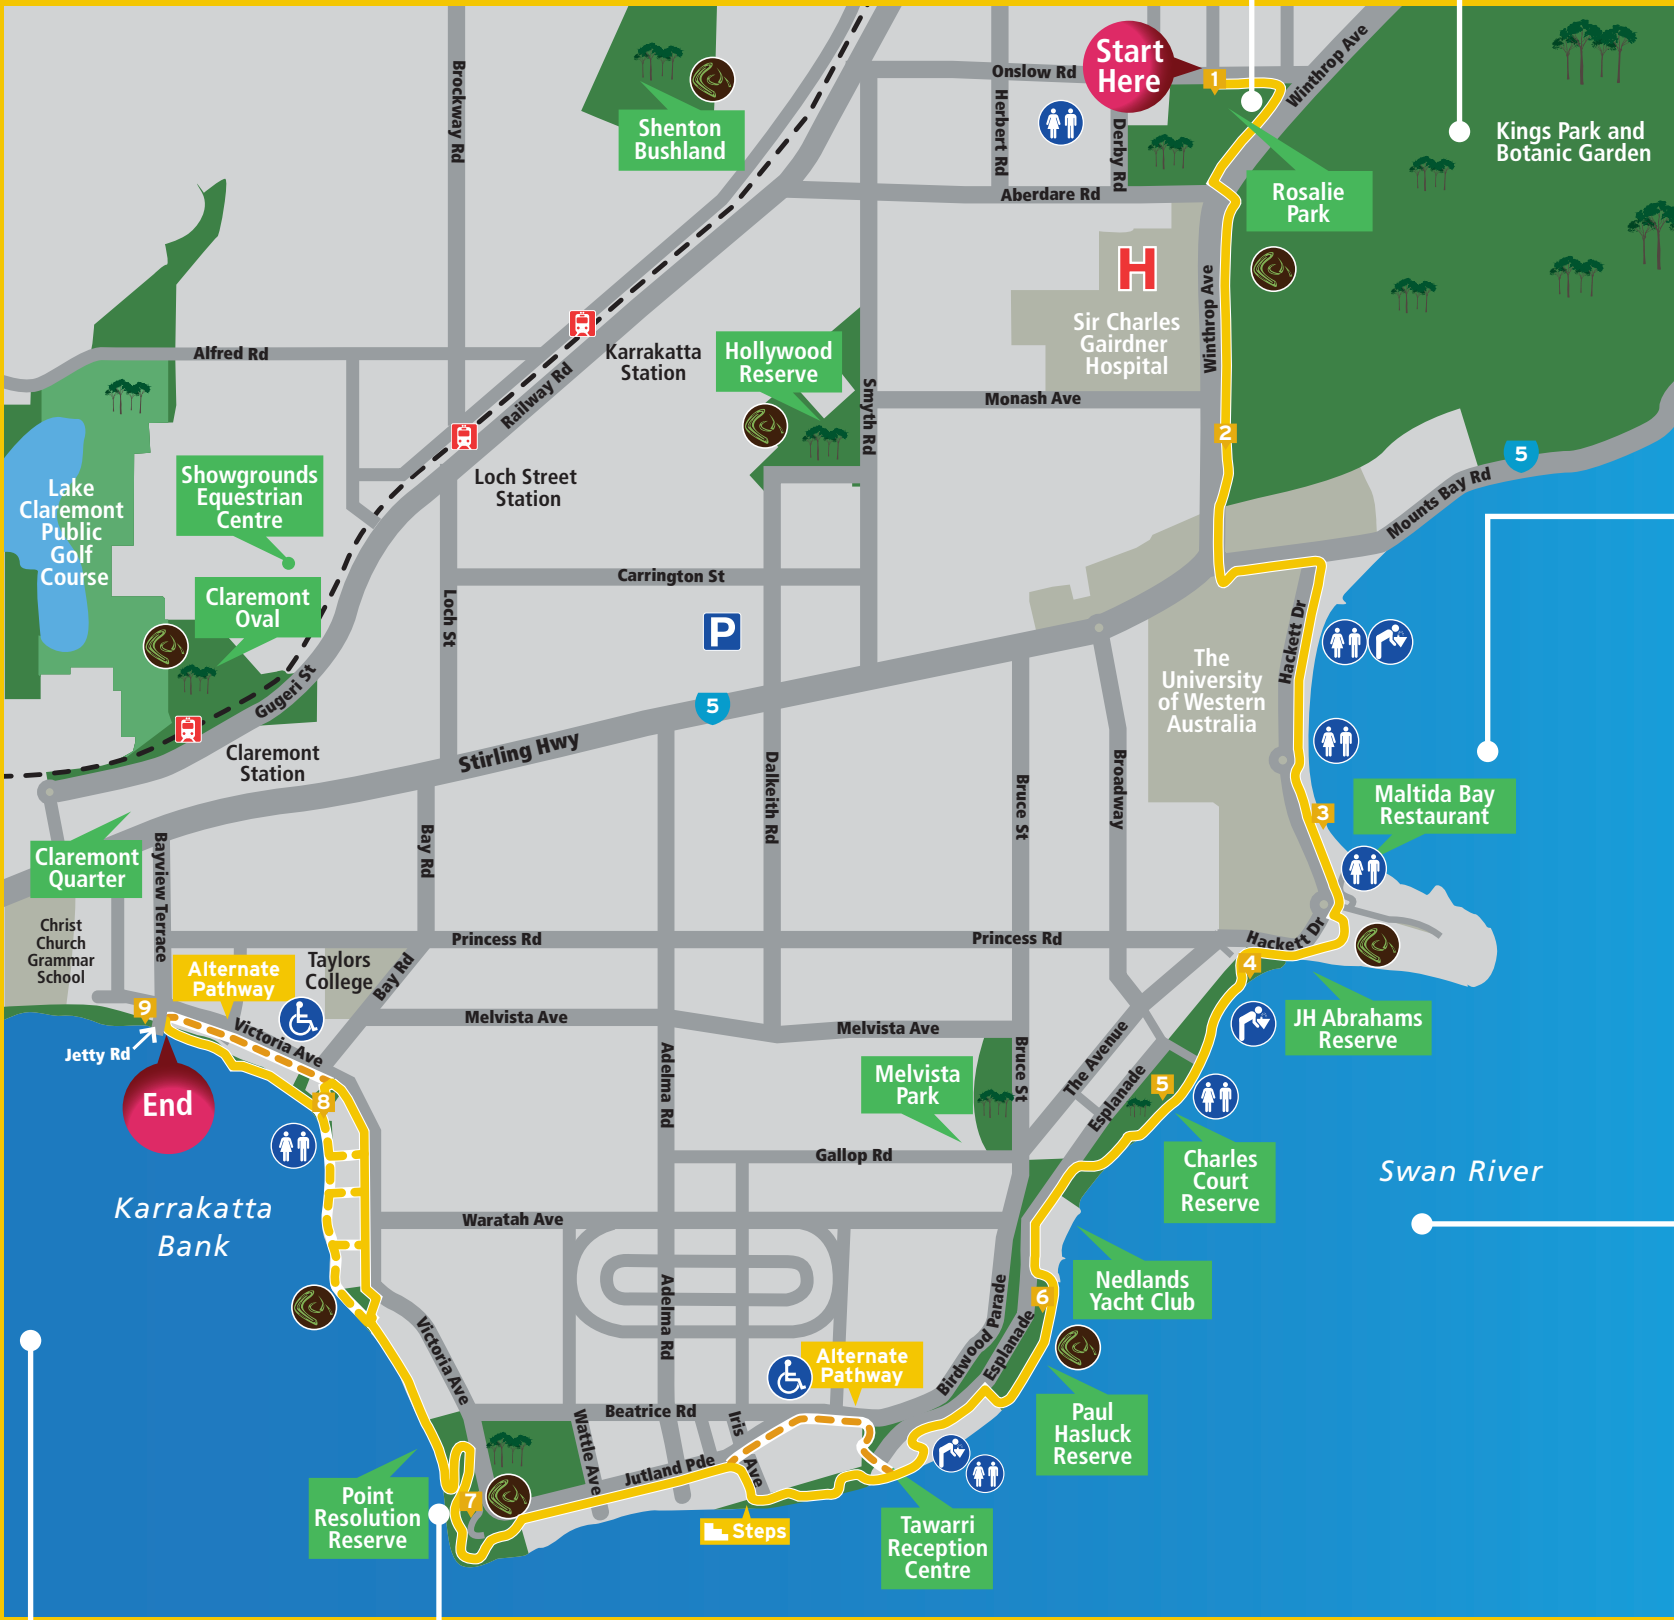 Start
Here
1
Onslow Rd
Winthrop Ave
Brockway Rd
Herbert Rd
Derby Rd
Shenton
Bushland
Kings Park and
Botanic Garden
Aberdare Rd
Rosalie
Park
H
Sir Charles
Gairdner
Hospital
Winthrop Ave
Alfred Rd
Karrakatta
Station
Railway Rd
Hollywood
Reserve
Smyth Rd
Monash Ave
2
5
Mounts Bay Rd
Lake
Claremont
Public
Golf
Course
Showgrounds
Equestrian
Centre
Loch Street
Station
Carrington St
Claremont
Oval
Loch St
P
Hackett Dr
The
University
of Western
Australia
Gugeri St
5
Claremont
Station
Stirling Hwy
Dalkeith Rd
Bruce St
Broadway
3
Maltida Bay
Restaurant
Claremont
Quarter
Bayview Terrace
Bay Rd
Christ
Church
Grammar
School
Princess Rd
Princess Rd
Hackett Dr
4
Taylors
College
Bay Rd
Alternate
Pathway
9
Jetty Rd
Victoria Ave
Melvista Ave
Melvista Ave
JH Abrahams
Reserve
End
8
Adelma Rd
Melvista
Park
Bruce St
The Avenue
Esplanade
5
Gallop Rd
Charles
Court
Reserve
Swan River
Karrakatta
Bank
Waratah Ave
Nedlands
Yacht Club
6
Adelma Rd
Birdwood Parade
Esplanade
Victoria Ave
Alternate
Pathway
Beatrice Rd
Iris
Ave
Wattle Ave
Jutland Pde
Paul
Hasluck
Reserve
Point
Resolution
Reserve
7
Steps
Tawarri
Reception
Centre